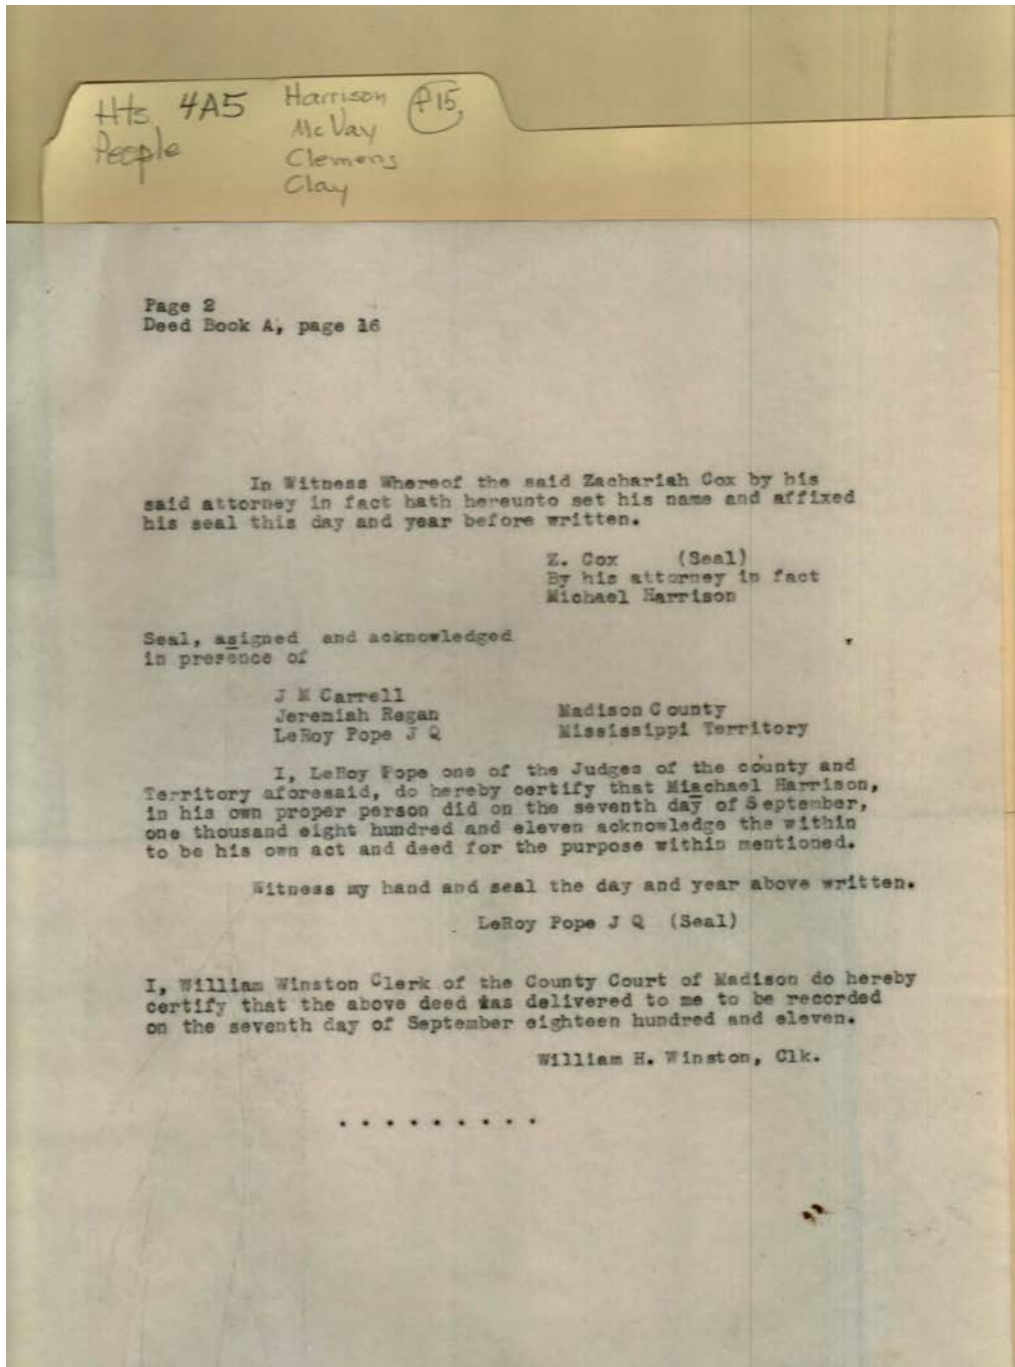 Hts 4A5 Harrison P15,
People McVay
Clemens
Clay
Page 2
Deed Book A, page 16
In Witness Whereof the said Zachariah Cox by his
said attorney in fact hath hereunto set his name and affixed
his seal this day and year before written.
Z. Cox (Seal)
By his attorney in fact
Michael Harrison
Seal, asigned and acknowledged
in presence of
J M Carrell
Jeremiah Regan Madison County
LeRoy Pope J Q Mississippi Territory
I, LeRoy Pope one of the Judges of the county and
Territory aforesaid, do hereby certify that Miachael Harrison,
in his own proper person did on the seventh day of September,
one thousand eight hundred and eleven acknowledge the within
to be his own act and deed for the purpose within mentioned.
Witness my hand and seal the day and year above written.
LeRoy Pope J Q (Seal)
I, William Winston Clerk of the County Court of Madison do hereby
certify that the above deed was delivered to me to be recorded
on the seventh day of September eighteen hundred and eleven.
William H. Winston, Clk.
. . . . . . . . .